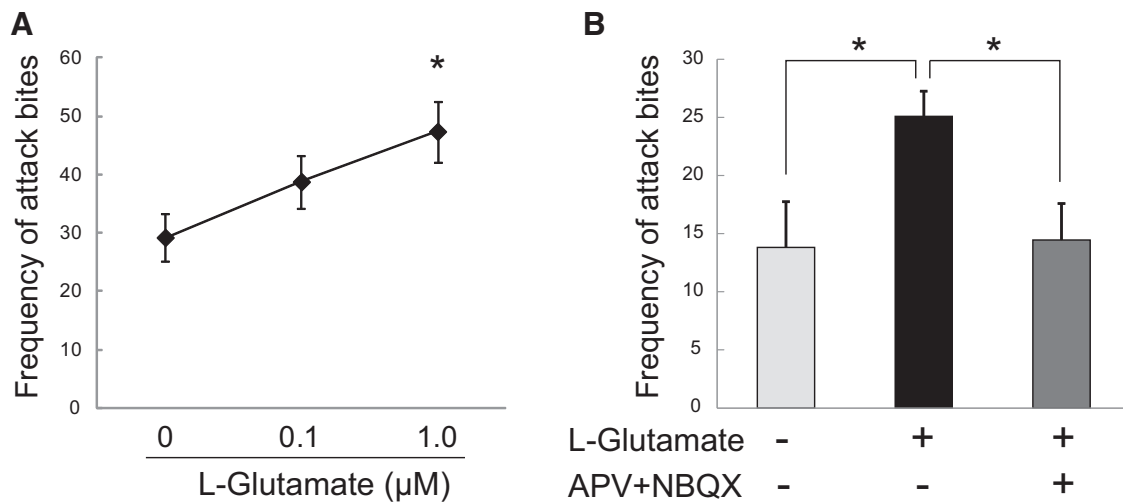 A
Frequency of attack bites
60
50
40
30
20
10
0
*
0 0.1 1.0
L-Glutamate (µM)
B
Frequency of attack bites
30
25
20
15
10
5
0
* *
L-Glutamate - + +
APV+NBQX - - +